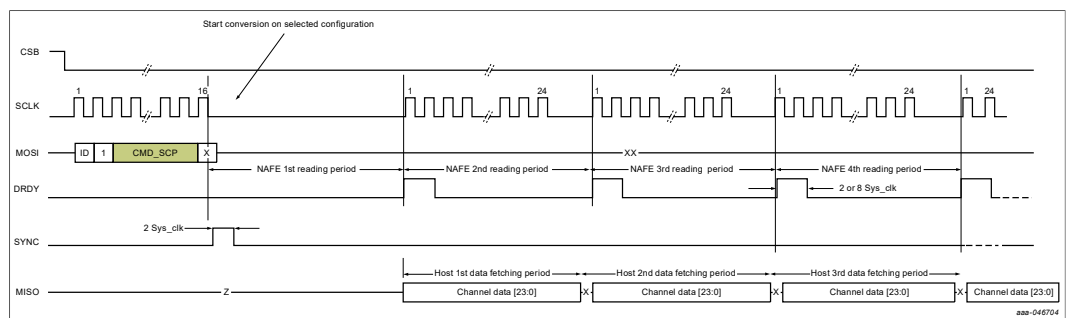 Start conversion on selected configuration
CSB
1 16 1 24 1 24 1 24 1 24
SCLK
MOSI ID 1 CMD_SCP X XX
NAFE 1st reading period NAFE 2nd reading period NAFE 3rd reading period NAFE 4th reading period
DRDY 2 or 8 Sys_clk
2 Sys_clk
SYNC
Host 1st data fetching period Host 2nd data fetching period Host 3rd data fetching period
MISO Z Channel data [23:0] X Channel data [23:0] X Channel data [23:0] X Channel data [23:0]
aaa-046704